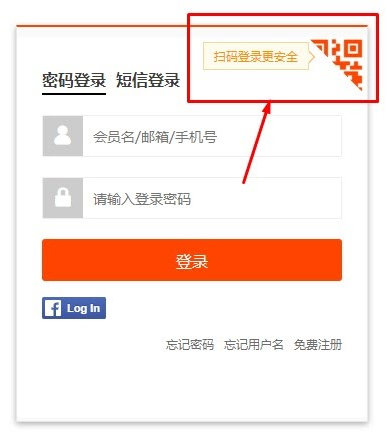 扫码登录更安全
密码登录 短信登录
会员名/邮箱/手机号
请输入登录密码
登录
f Log In
忘记密码 忘记用户名 免费注册